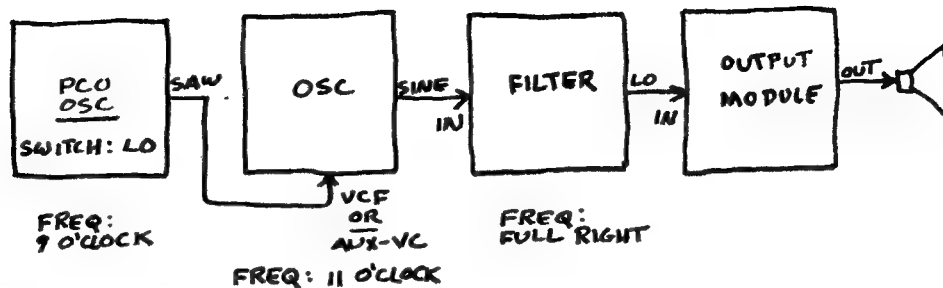 PCO
OSC
SWITCH: LO
SAW
FREQ:
9 O'CLOCK
OSC
SINE
IN
VCF
OR
AUX-VC
FREQ: 11 O'CLOCK
FILTER
LO
IN
FREQ:
FULL RIGHT
OUTPUT
MODULE
OUT